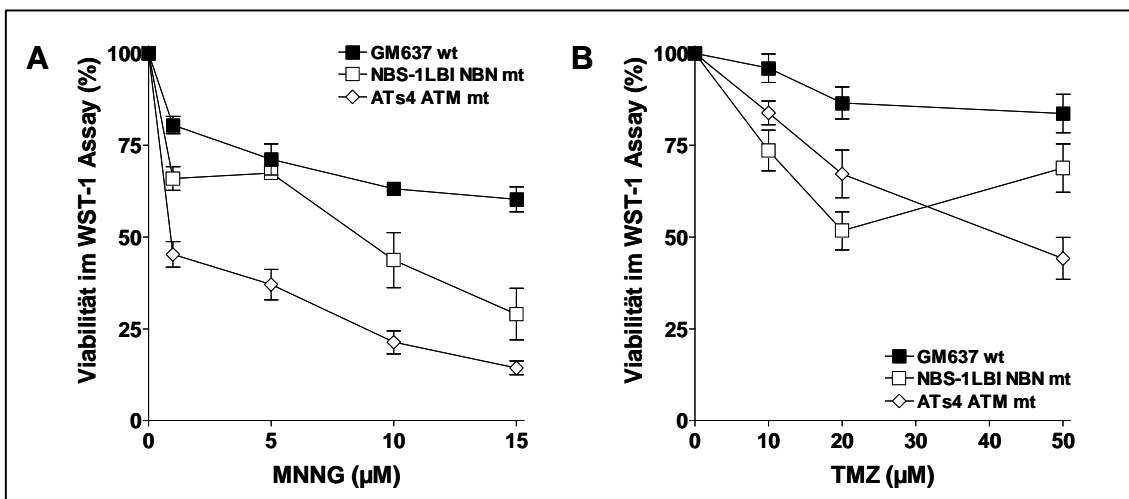 A
Viabilität im WST-1 Assay (%)
100
75
50
25
0
GM637 wt
NBS-1LBI NBN mt
ATs4 ATM mt
0 5 10 15
MNNG (µM)
B
Viabilität im WST-1 Assay (%)
100
75
50
25
0
GM637 wt
NBS-1LBI NBN mt
ATs4 ATM mt
0 10 20 30 40 50
TMZ (µM)